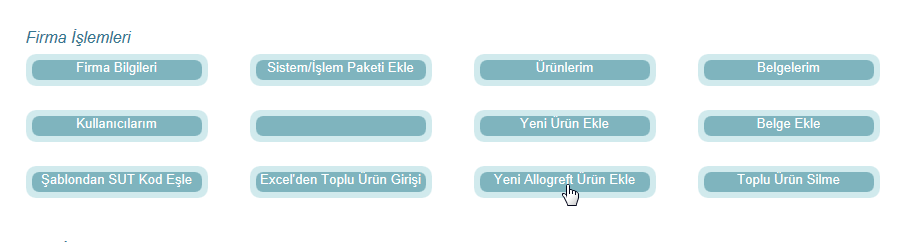 Firma İşlemleri
Firma Bilgileri
Sistem/İşlem Paketi Ekle
Ürünlerim
Belgelerim
Kullanıcılarım
Yeni Ürün Ekle
Belge Ekle
Şablondan SUT Kod Eşle
Excel'den Toplu Ürün Girişi
Yeni Allogreft Ürün Ekle
Toplu Ürün Silme